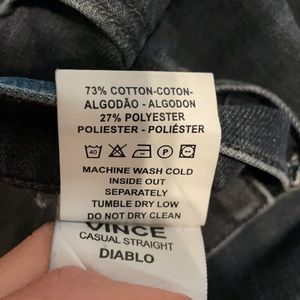 73% COTTON-COTON-
ALGODÃO - ALGODON
27% POLYESTER
POLIESTER - POLIÉSTER
40
MACHINE WASH COLD
INSIDE OUT
SEPARATELY
TUMBLE DRY LOW
DO NOT DRY CLEAN
VINCE
CASUAL STRAIGHT
DIABLO